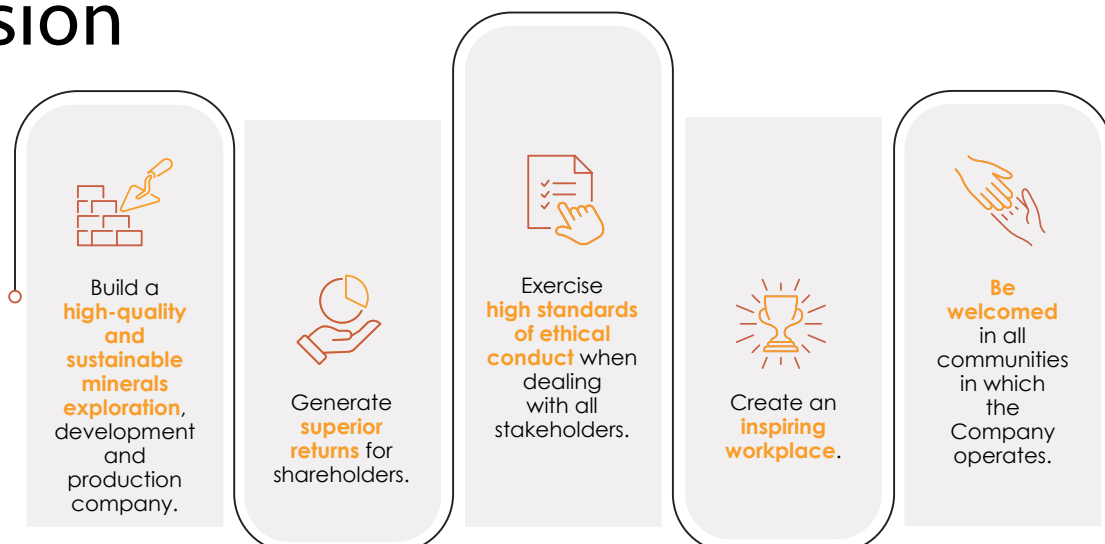 sion
Build a
high-quality
and
sustainable
minerals
exploration,
development
and
production
company.
Generate
superior
returns for
shareholders.
Exercise
high standards
of ethical
conduct when
dealing
with all
stakeholders.
Create an
inspiring
workplace.
Be
welcomed
in all
communities
in which
the
Company
operates.